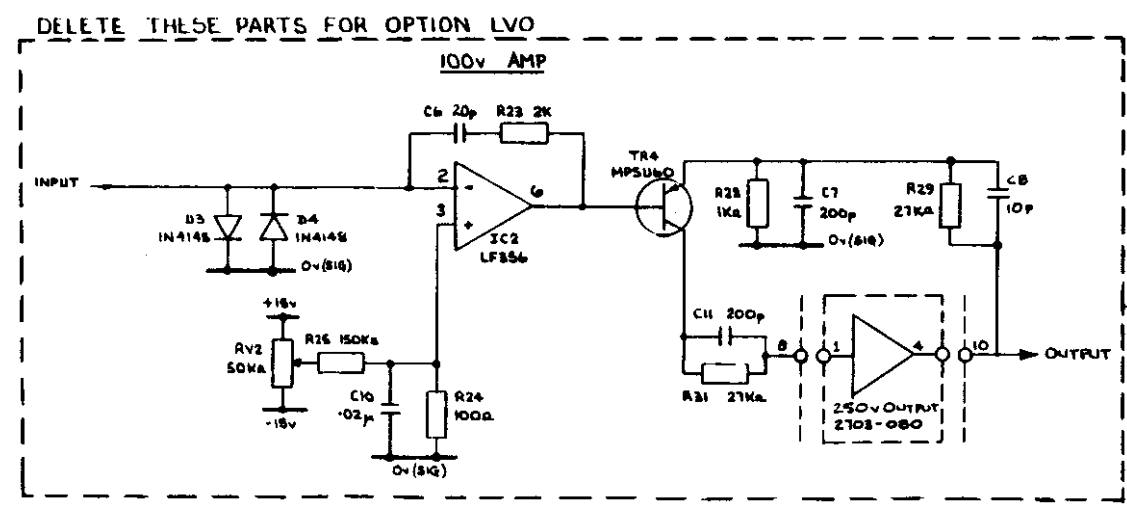 DELETE THESE PARTS FOR OPTION LVO
100v AMP
C6 20p R23 2K
INPUT
2
-
3
+
6
IC2
LF356
D3
1N4148
D4
1N4148
0v(SIG)
TR4
MPSU60
R28
1KΩ
C7
200p
0v(SIG)
R29
27KΩ
C8
10p
+15v
RV2
50KΩ
-15v
R25 150KΩ
C10
.02µ
R24
100Ω
0v(SIG)
C11 200p
R31 27KΩ
8
1
4
10
OUTPUT
250v OUTPUT
2703-080